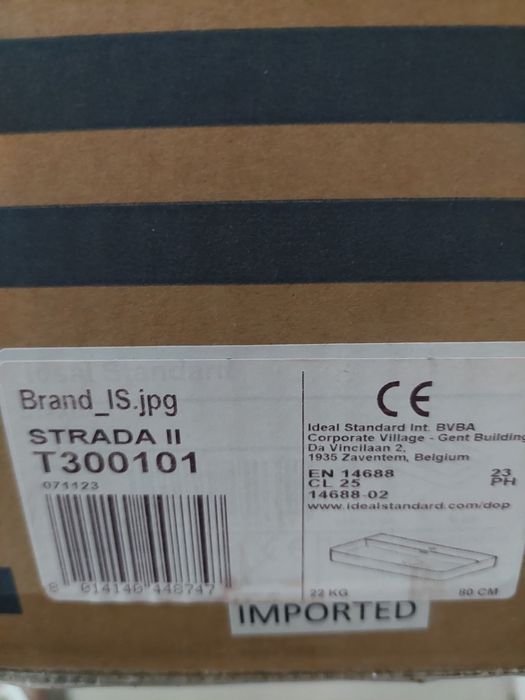 Ideal Standard
Brand_IS.jpg
STRADA II
T300101
071123
8 014140 448747
CE
Ideal Standard Int. BVBA
Corporate Village - Gent Building
Da Vincilaan 2,
1935 Zaventem, Belgium
EN 14688 23
CL 25 PH
14688-02
www.idealstandard.com/dop
22 KG 80 CM
IMPORTED